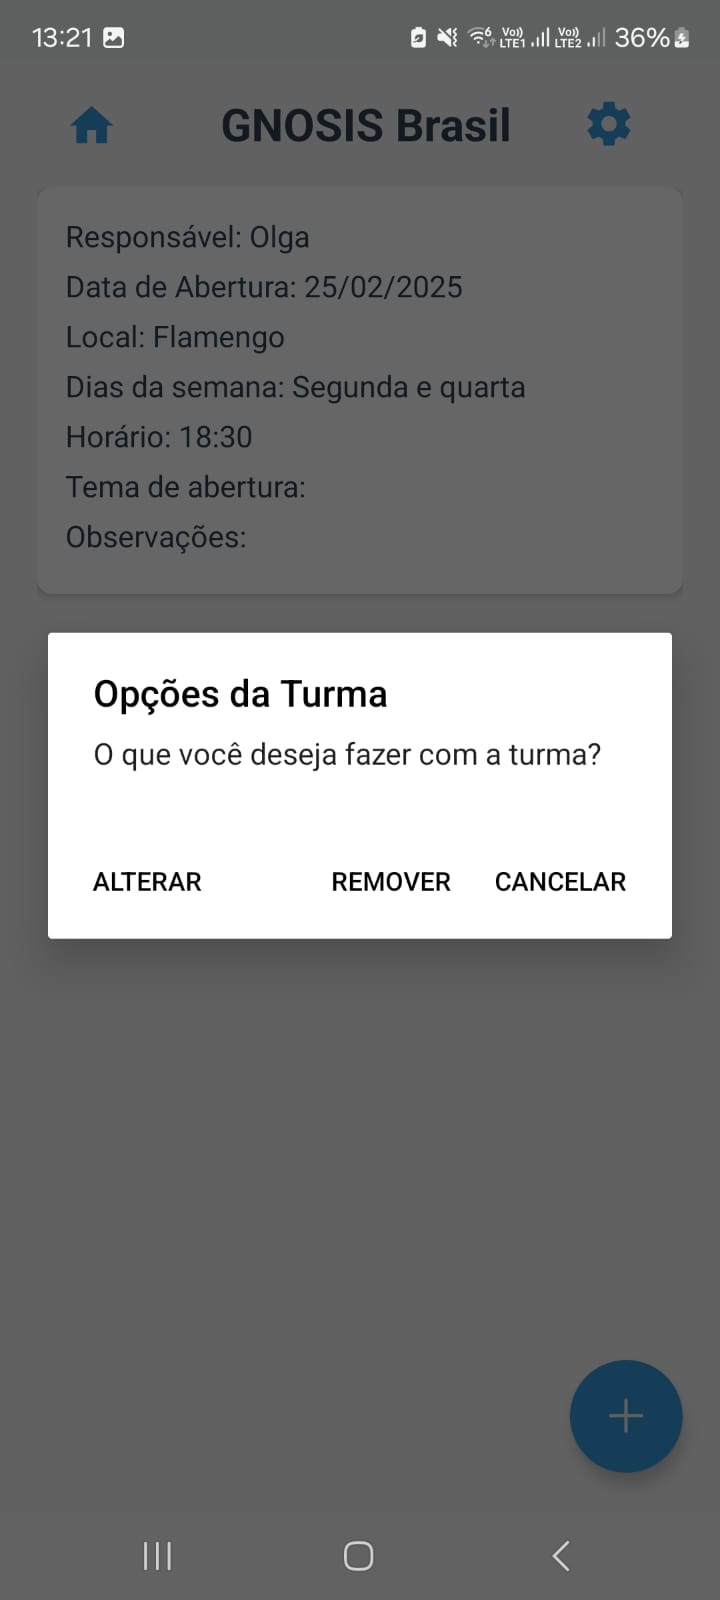 13:21
Vo)) LTE1 Vo)) LTE2 36%
GNOSIS Brasil
Responsável: Olga
Data de Abertura: 25/02/2025
Local: Flamengo
Dias da semana: Segunda e quarta
Horário: 18:30
Tema de abertura:
Observações:
Opções da Turma
O que você deseja fazer com a turma?
ALTERAR REMOVER CANCELAR